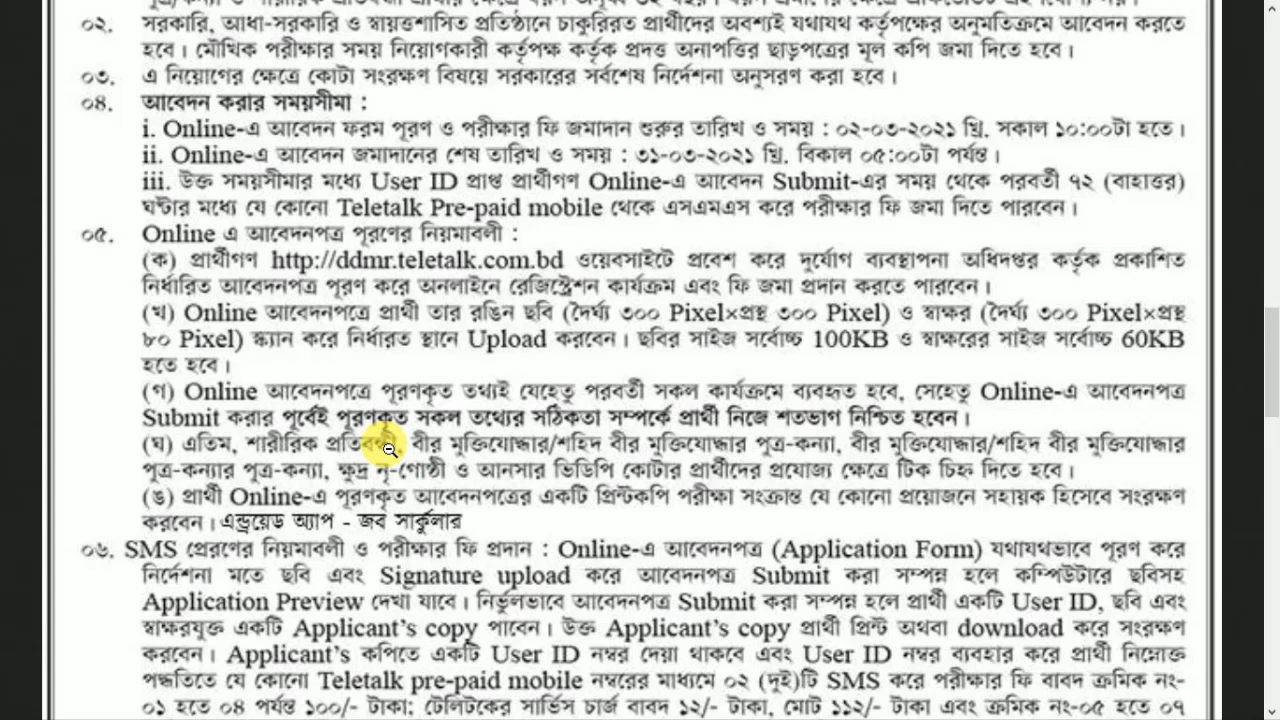 ০২. সরকারি, আধা-সরকারি ও স্বায়ত্তশাসিত প্রতিষ্ঠানে চাকুরিরত প্রার্থীদের অবশ্যই যথাযথ কর্তৃপক্ষের অনুমতিক্রমে আবেদন করতে
হবে। মৌখিক পরীক্ষার সময় নিয়োগকারী কর্তৃপক্ষ কর্তৃক প্রদত্ত অনাপত্তির ছাড়পত্রের মূল কপি জমা দিতে হবে।
০৩. এ নিয়োগের ক্ষেত্রে কোটা সংরক্ষণ বিষয়ে সরকারের সর্বশেষ নির্দেশনা অনুসরণ করা হবে।
০৪. আবেদন করার সময়সীমা :
i. Online-এ আবেদন ফরম পূরণ ও পরীক্ষার ফি জমাদান শুরুর তারিখ ও সময় : ০২-০৩-২০২১ খ্রি. সকাল ১০:০০টা হতে।
ii. Online-এ আবেদন জমাদানের শেষ তারিখ ও সময় : ৩১-০৩-২০২১ খ্রি. বিকাল ০৫:০০টা পর্যন্ত।
iii. উক্ত সময়সীমার মধ্যে User ID প্রাপ্ত প্রার্থীগণ Online-এ আবেদন Submit-এর সময় থেকে পরবর্তী ৭২ (বাহাত্তর)
ঘণ্টার মধ্যে যে কোনো Teletalk Pre-paid mobile থেকে এসএমএস করে পরীক্ষার ফি জমা দিতে পারবেন।
০৫. Online এ আবেদনপত্র পূরণের নিয়মাবলী :
(ক) প্রার্থীগণ http://ddmr.teletalk.com.bd ওয়েবসাইটে প্রবেশ করে দুর্যোগ ব্যবস্থাপনা অধিদপ্তর কর্তৃক প্রকাশিত
নির্ধারিত আবেদনপত্র পূরণ করে অনলাইনে রেজিস্ট্রেশন কার্যক্রম এবং ফি জমা প্রদান করতে পারবেন।
(খ) Online আবেদনপত্রে প্রার্থী তার রঙিন ছবি (দৈর্ঘ্য ৩০০ Pixel×প্রস্থ ৩০০ Pixel) ও স্বাক্ষর (দৈর্ঘ্য ৩০০ Pixel×প্রস্থ
৮০ Pixel) স্ক্যান করে নির্ধারত স্থানে Upload করবেন। ছবির সাইজ সর্বোচ্চ 100KB ও স্বাক্ষরের সাইজ সর্বোচ্চ 60KB
হতে হবে।
(গ) Online আবেদনপত্রে পূরণকৃত তথ্যই যেহেতু পরবর্তী সকল কার্যক্রমে ব্যবহৃত হবে, সেহেতু Online-এ আবেদনপত্র
Submit করার পূর্বেই পূরণকৃত সকল তথ্যের সঠিকতা সম্পর্কে প্রার্থী নিজে শতভাগ নিশ্চিত হবেন।
(ঘ) এতিম, শারীরিক প্রতিবন্ধী, বীর মুক্তিযোদ্ধার/শহিদ বীর মুক্তিযোদ্ধার পুত্র-কন্যা, বীর মুক্তিযোদ্ধার/শহিদ বীর মুক্তিযোদ্ধার
পুত্র-কন্যার পুত্র-কন্যা, ক্ষুদ্র নৃ-গোষ্ঠী ও আনসার ভিডিপি কোটার প্রার্থীদের প্রযোজ্য ক্ষেত্রে টিক চিহ্ন দিতে হবে।
(ঙ) প্রার্থী Online-এ পূরণকৃত আবেদনপত্রের একটি প্রিন্টকপি পরীক্ষা সংক্রান্ত যে কোনো প্রয়োজনে সহায়ক হিসেবে সংরক্ষণ
করবেন। এন্ড্রয়েড অ্যাপ - জব সার্কুলার
০৬. SMS প্রেরণের নিয়মাবলী ও পরীক্ষার ফি প্রদান : Online-এ আবেদনপত্র (Application Form) যথাযথভাবে পূরণ করে
নির্দেশনা মতে ছবি এবং Signature upload করে আবেদনপত্র Submit করা সম্পন্ন হলে কম্পিউটারে ছবিসহ
Application Preview দেখা যাবে। নির্ভুলভাবে আবেদনপত্র Submit করা সম্পন্ন হলে প্রার্থী একটি User ID, ছবি এবং
স্বাক্ষরযুক্ত একটি Applicant's copy পাবেন। উক্ত Applicant's copy প্রার্থী প্রিন্ট অথবা download করে সংরক্ষণ
করবেন। Applicant's কপিতে একটি User ID নম্বর দেয়া থাকবে এবং User ID নম্বর ব্যবহার করে প্রার্থী নিম্নোক্ত
পদ্ধতিতে যে কোনো Teletalk pre-paid mobile নম্বরের মাধ্যমে ০২ (দুই)টি SMS করে পরীক্ষার ফি বাবদ ক্রমিক নং-
০১ হতে ০৪ পর্যন্ত ১০০/- টাকা; টেলিটকের সার্ভিস চার্জ বাবদ ১২/- টাকা, মোট ১১২/- টাকা এবং ক্রমিক নং-০৫ হতে ০৭